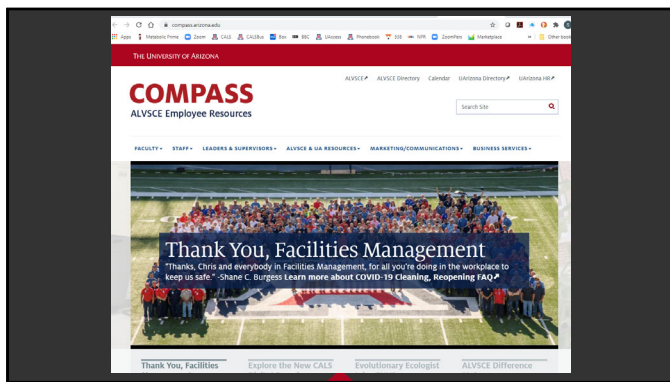 compass.arizona.edu
Apps Metabolic Prime Zoom CALS CALSBus Box BBC UAccess Phonebook SSE NPR ZoomPets Marketplace » Other book
THE UNIVERSITY OF ARIZONA
ALVSCE ALVSCE Directory Calendar UArizona Directory UArizona HR
COMPASS
ALVSCE Employee Resources
Search Site
FACULTY STAFF LEADERS & SUPERVISORS ALVSCE & UA RESOURCES MARKETING/COMMUNICATIONS BUSINESS SERVICES
Thank You, Facilities Management
"Thanks, Chris and everybody in Facilities Management, for all you're doing in the workplace to
keep us safe." -Shane C. Burgess Learn more about COVID-19 Cleaning, Reopening FAQ
Thank You, Facilities Explore the New CALS Evolutionary Ecologist ALVSCE Difference